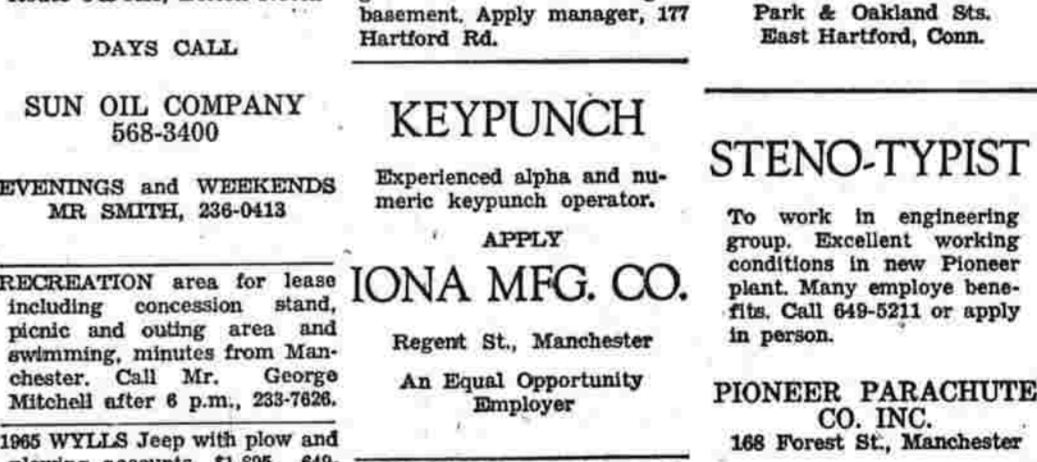 DAYS CALL
SUN OIL COMPANY
568-3400
EVENINGS and WEEKENDS
MR SMITH, 236-0413
RECREATION area for lease
including concession stand,
picnic and outing area and
swimming, minutes from Man-
chester. Call Mr. George
Mitchell after 6 p.m., 233-7626.
1965 WYLLS Jeep with plow and
basement. Apply manager, 177
Hartford Rd.
KEYPUNCH
Experienced alpha and nu-
meric keypunch operator.
APPLY
IONA MFG. CO.
Regent St., Manchester
An Equal Opportunity
Employer
Park & Oakland Sts.
East Hartford, Conn.
STENO-TYPIST
To work in engineering
group. Excellent working
conditions in new Pioneer
plant. Many employe bene-
fits. Call 649-5211 or apply
in person.
PIONEER PARACHUTE
CO. INC.
168 Forest St., Manchester